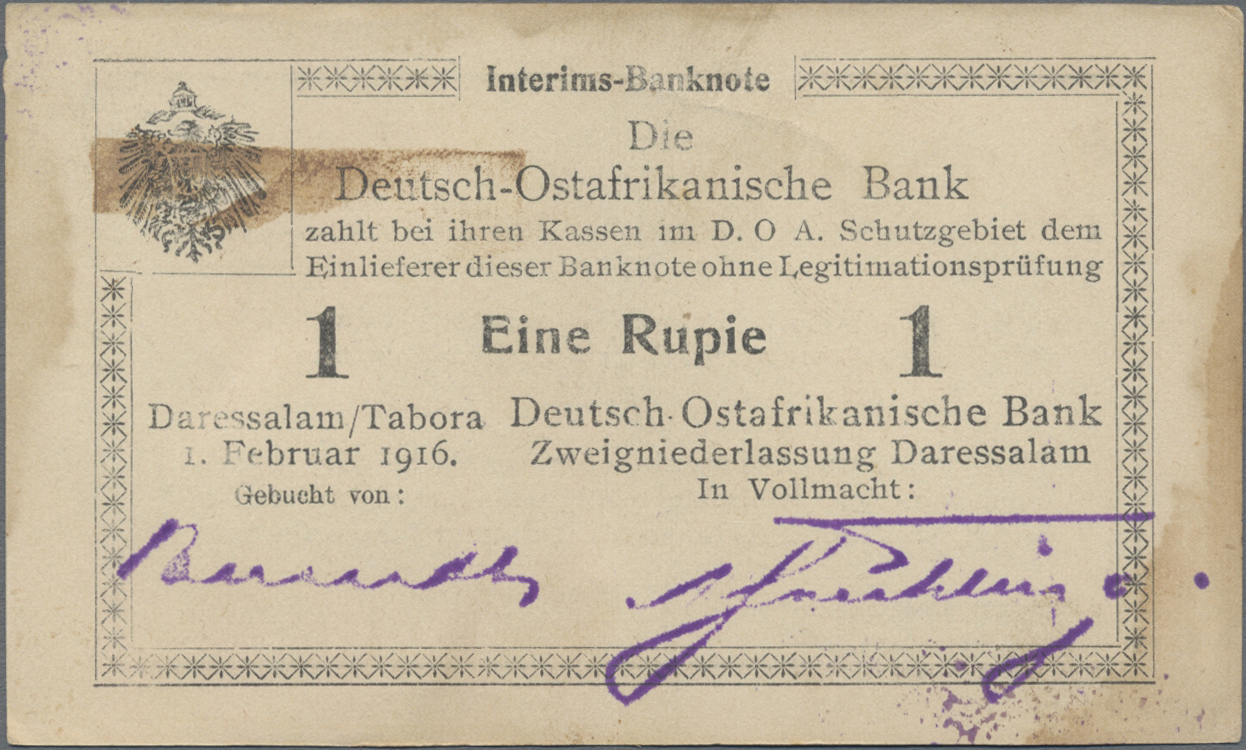 Interims-Banknote
Die
Deutsch-Ostafrikanische Bank
zahlt bei ihren Kassen im D. O A. Schutzgebiet dem
Einlieferer dieser Banknote ohne Legitimationsprüfung
1 Eine Rupie 1
Daressalam/Tabora
1. Februar 1916.
Gebucht von:
Deutsch-Ostafrikanische Bank
Zweigniederlassung Daressalam
In Vollmacht: